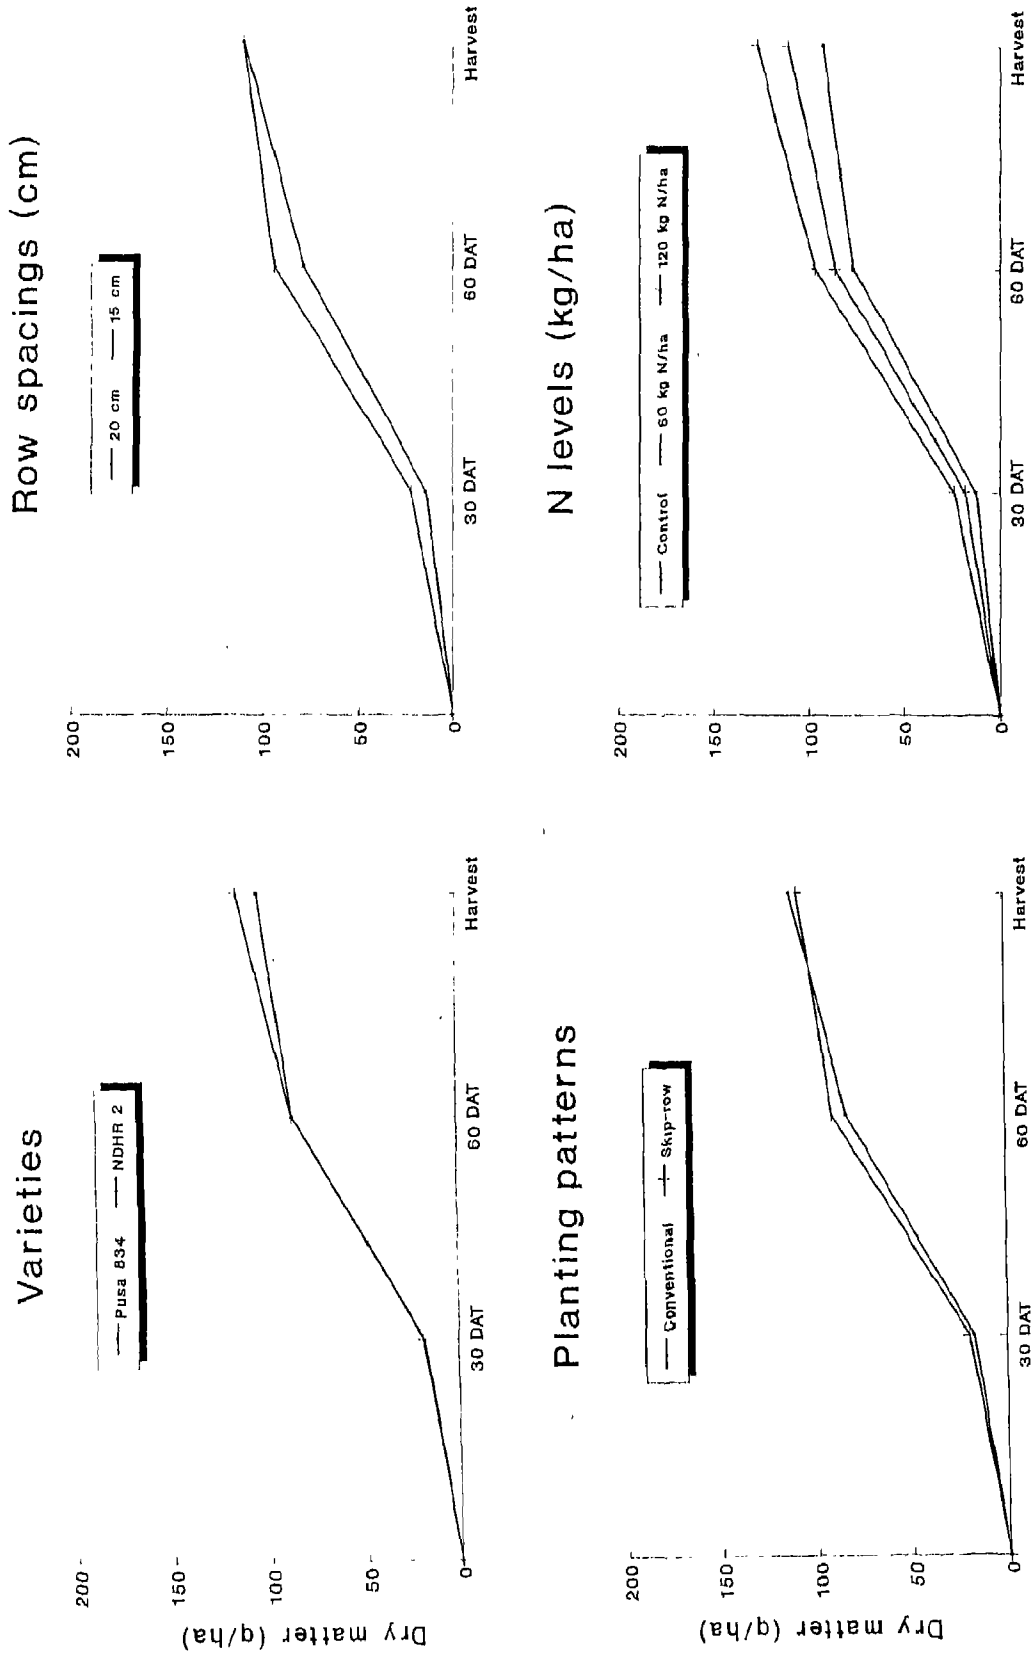 Varieties
Pusa 834 NDHR 2
Dry matter (q/ha)
200
150
100
50
0
30 DAT 60 DAT Harvest
Row spacings (cm)
20 cm 15 cm
200
150
100
50
0
30 DAT 60 DAT Harvest
Planting patterns
Conventional Skip-row
Dry matter (q/ha)
200
150
100
50
0
30 DAT 60 DAT Harvest
N levels (kg/ha)
Control 60 kg N/ha 120 kg N/ha
200
150
100
50
0
30 DAT 60 DAT Harvest